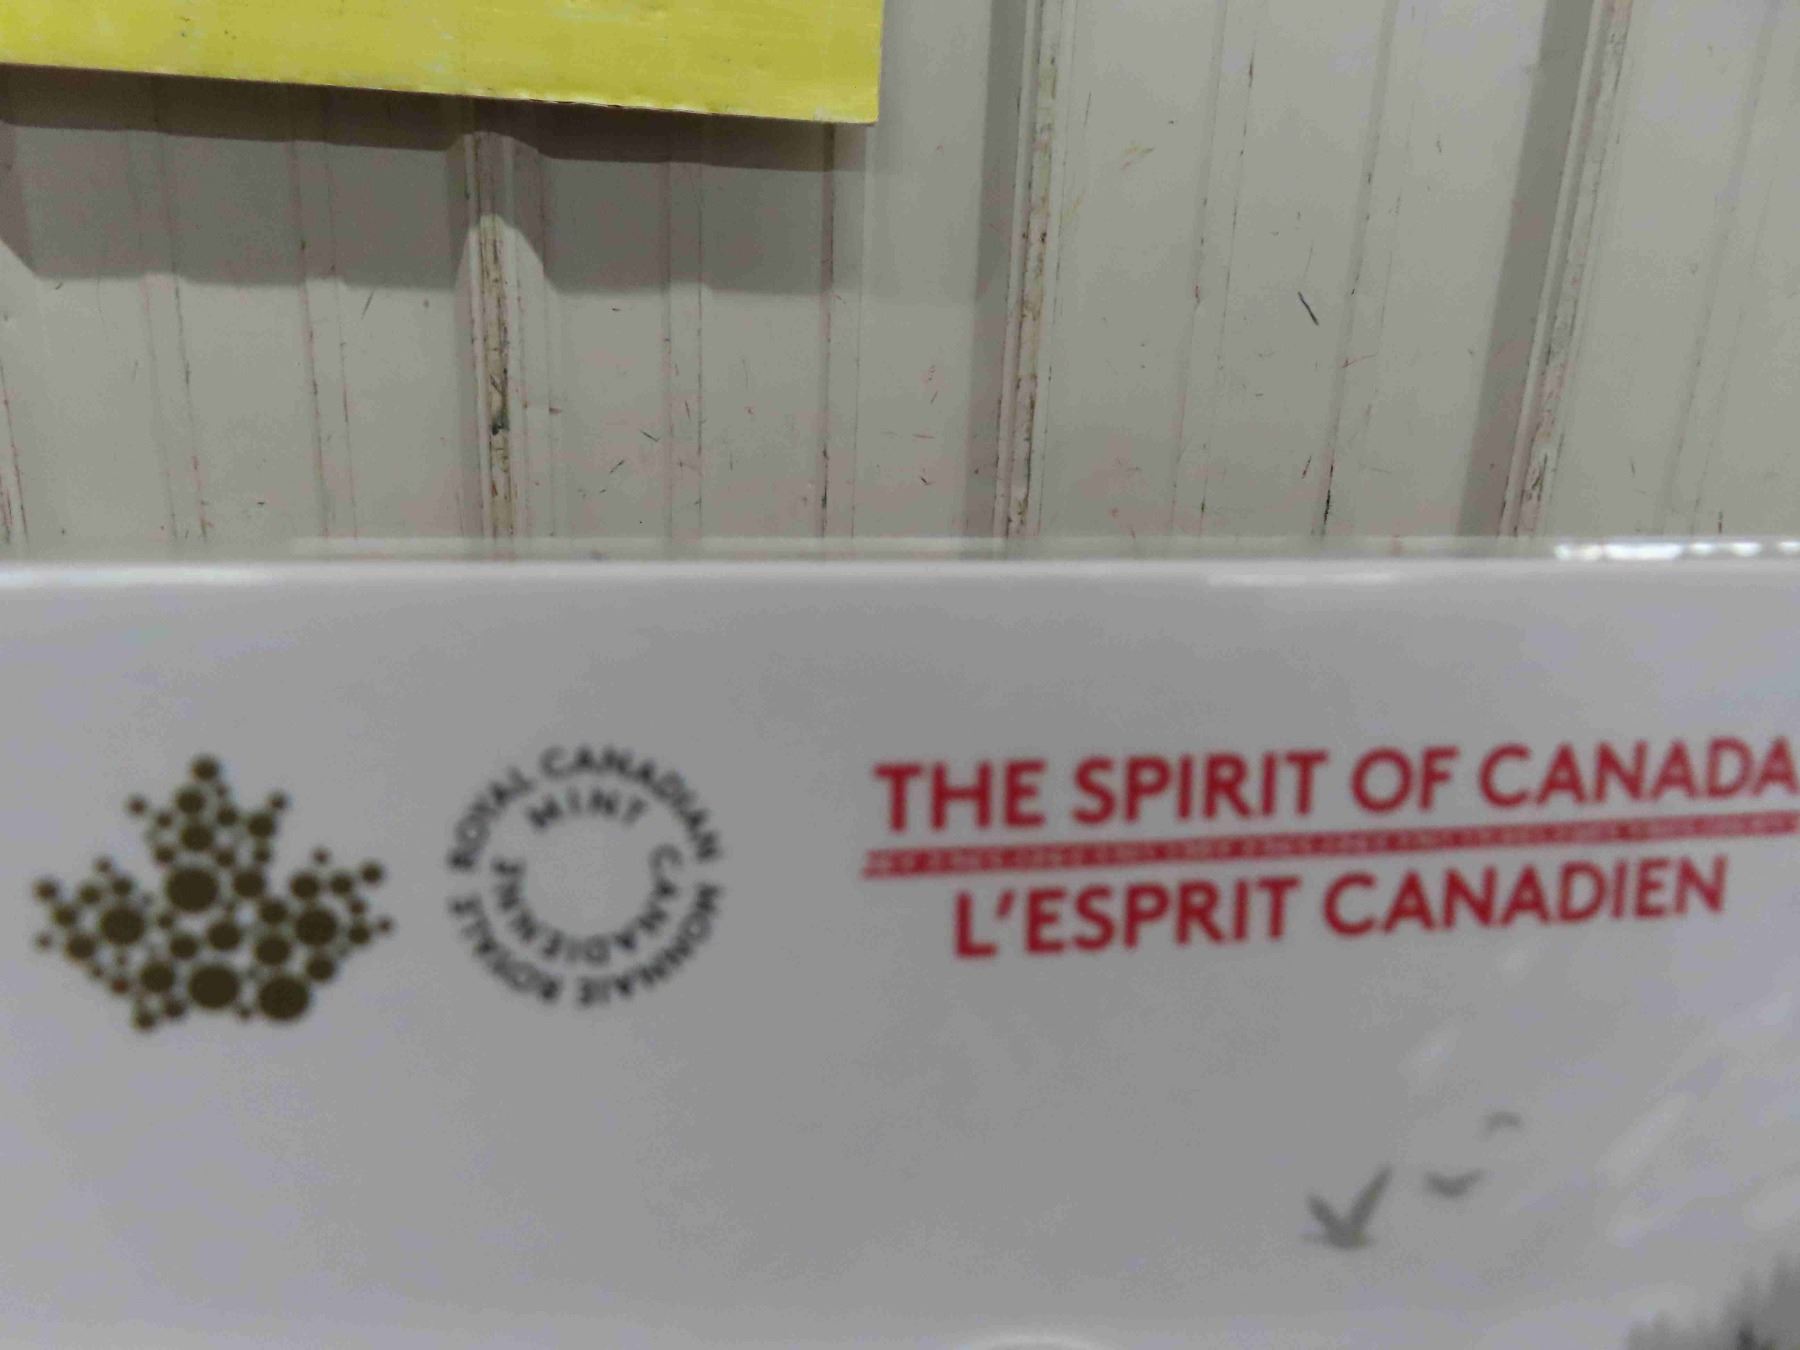 ROYAL CANADIAN
MINT
MONNAIE ROYALE
CANADIENNE
THE SPIRIT OF CANADA
L'ESPRIT CANADIEN